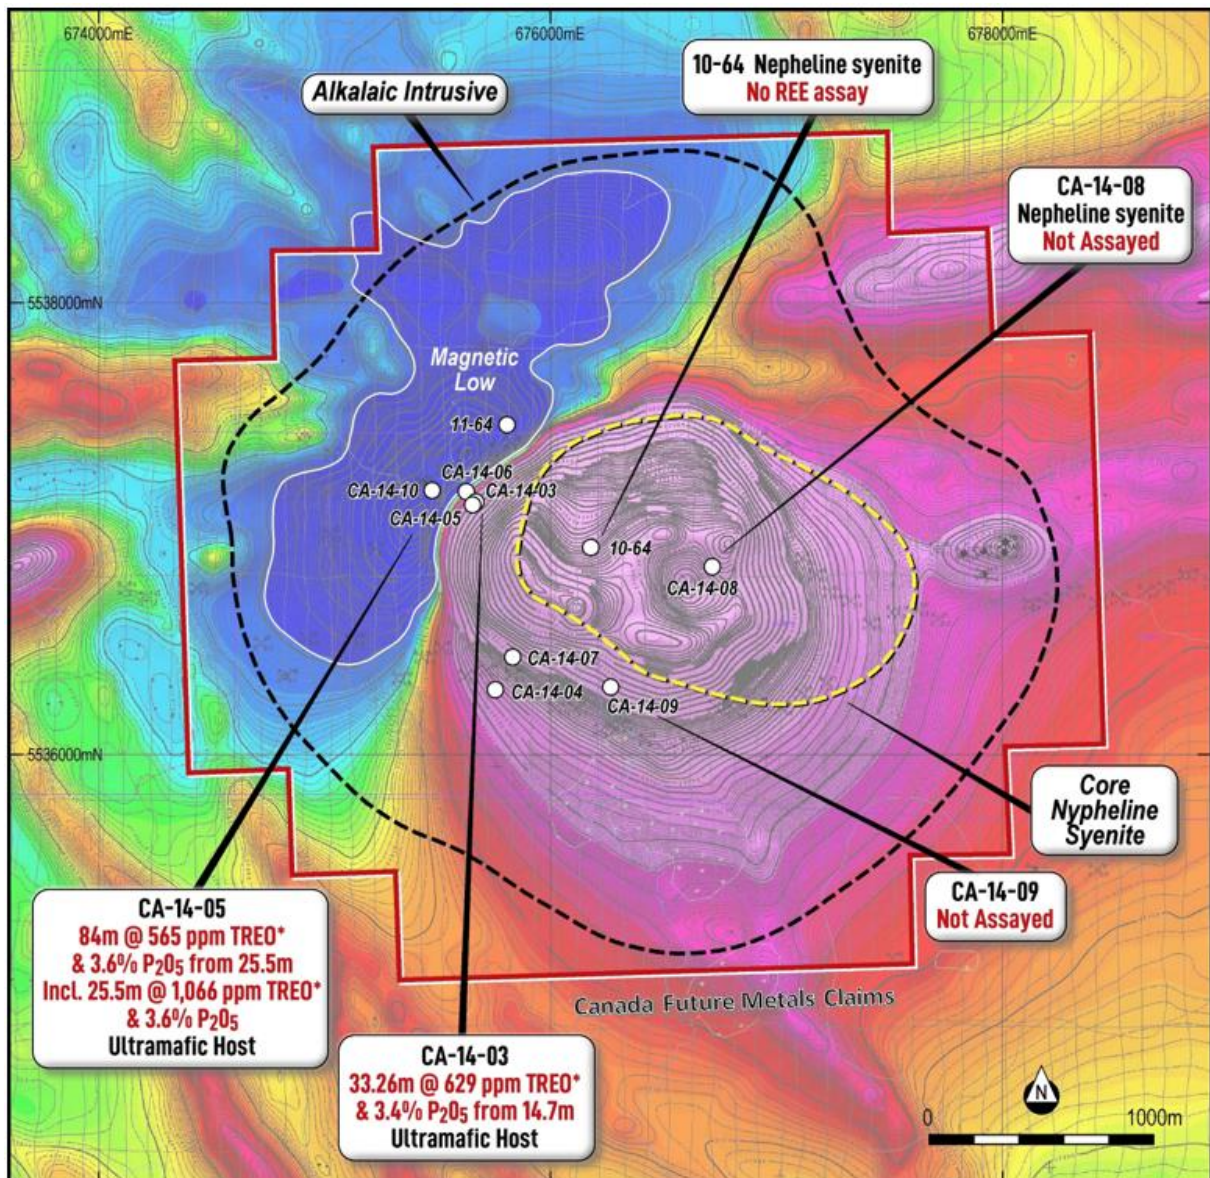 674000mE
676000mE
678000mE
10-64 Nepheline syenite
No REE assay
Alkalaic Intrusive
CA-14-08
Nepheline syenite
Not Assayed
5538000mN
Magnetic
Low
11-64
CA-14-06
CA-14-10
CA-14-03
CA-14-05
10-64
CA-14-08
CA-14-07
CA-14-04
CA-14-09
5536000mN
Core
Nypheline
Syenite
CA-14-09
Not Assayed
CA-14-05
84m @ 565 ppm TREO*
& 3.6% P₂O₅ from 25.5m
Incl. 25.5m @ 1,066 ppm TREO*
& 3.6% P₂O₅
Ultramafic Host
Canada Future Metals Claims
CA-14-03
33.26m @ 629 ppm TREO*
& 3.4% P₂O₅ from 14.7m
Ultramafic Host
N
0
1000m